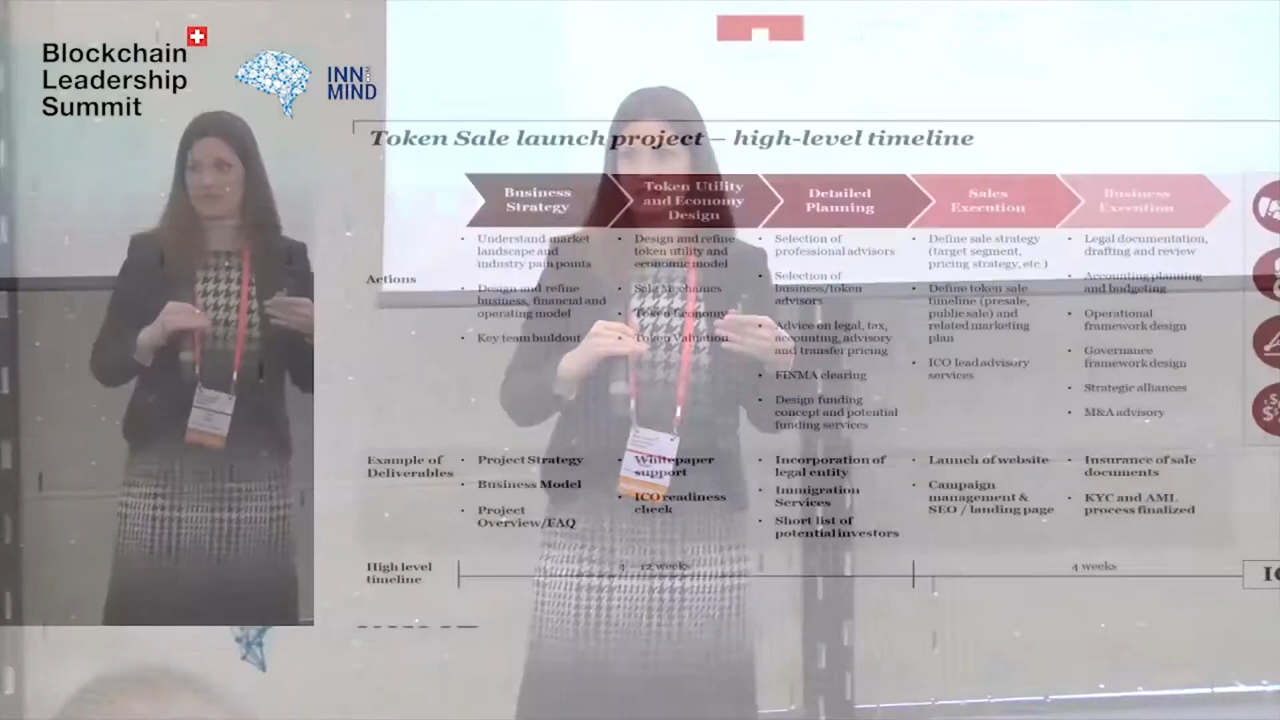 Blockchain
Leadership
Summit
INN
MIND
Token Sale launch project – high-level timeline
Business
Strategy
Token Utility
and Economy
Design
Detailed
Planning
Sales
Execution
Business
Execution
Actions
• Understand market
landscape and
industry pain points
• Design and refine
business, financial and
operating model
• Key team buildout
• Design and refine
token utility and
economic model
• Sale Mechanics
• Token Economy
• Token Valuation
• Selection of
professional advisors
• Selection of
business/token
advisors
• Advice on legal, tax,
accounting, advisory
and transfer pricing
• FINMA clearing
• Design funding
concept and potential
funding services
• Define sale strategy
(target segment,
pricing strategy, etc.)
• Define token sale
timeline (presale,
public sale) and
related marketing
plan
• ICO lead advisory
services
• Legal documentation,
drafting and review
• Accounting planning
and budgeting
• Operational
framework design
• Governance
framework design
• Strategic alliances
• M&A advisory
Example of
Deliverables
• Project Strategy
• Business Model
• Project
Overview/FAQ
• Whitepaper
support
• ICO readiness
check
• Incorporation of
legal entity
• Immigration
Services
• Short list of
potential investors
• Launch of website
• Campaign
management &
SEO / landing page
• Insurance of sale
documents
• KYC and AML
process finalized
High level
timeline
4 – 12 weeks
4 weeks